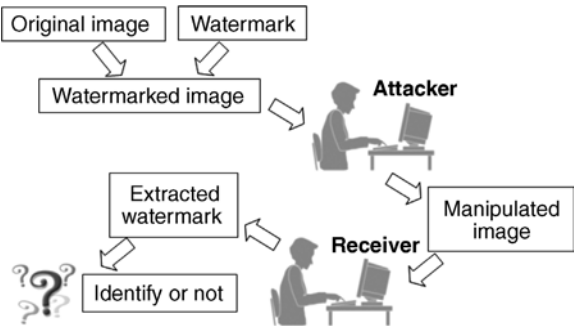 Original image
Watermark
Watermarked image
Attacker
Manipulated
image
Receiver
Extracted
watermark
Identify or not
???